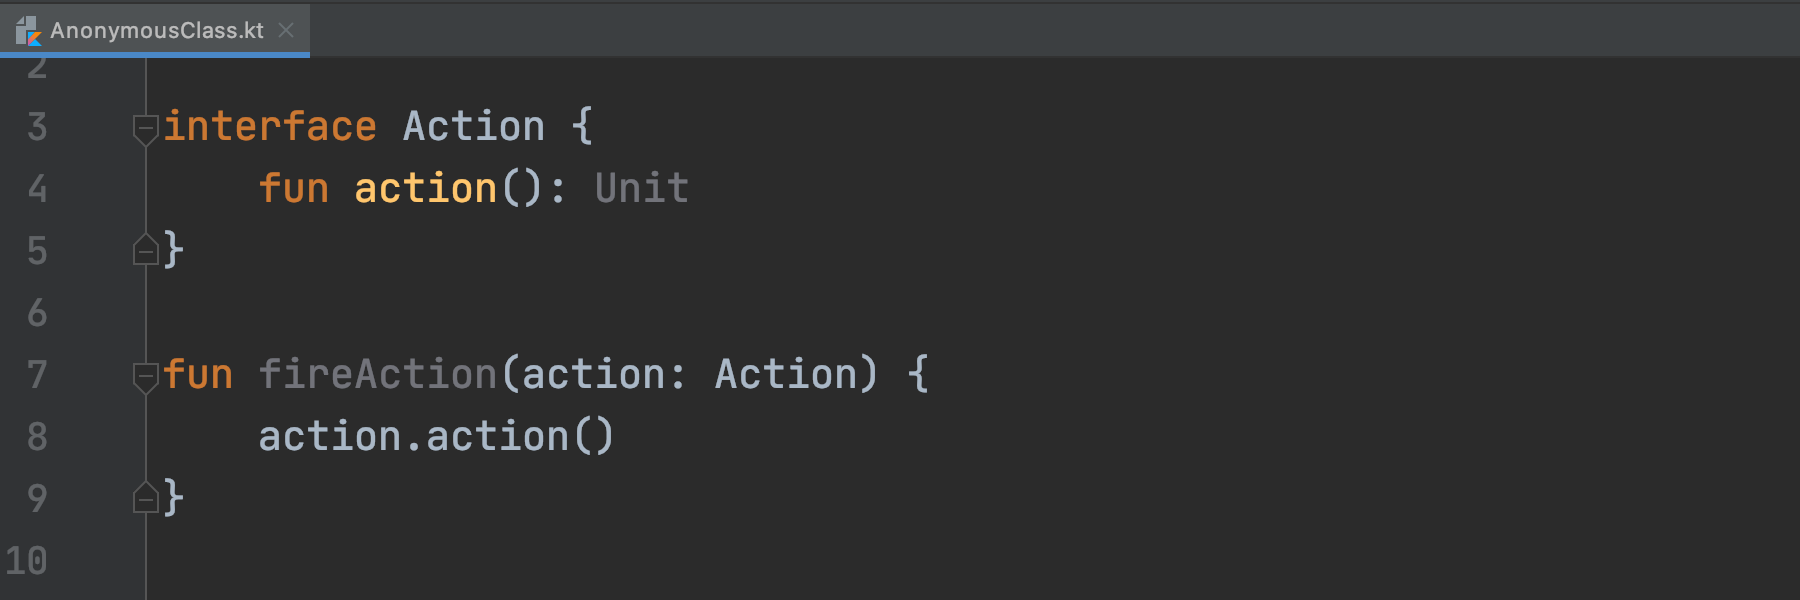 AnonymousClass.kt
2
3 interface Action {
4     fun action(): Unit
5 }
6
7 fun fireAction(action: Action) {
8     action.action()
9 }
10